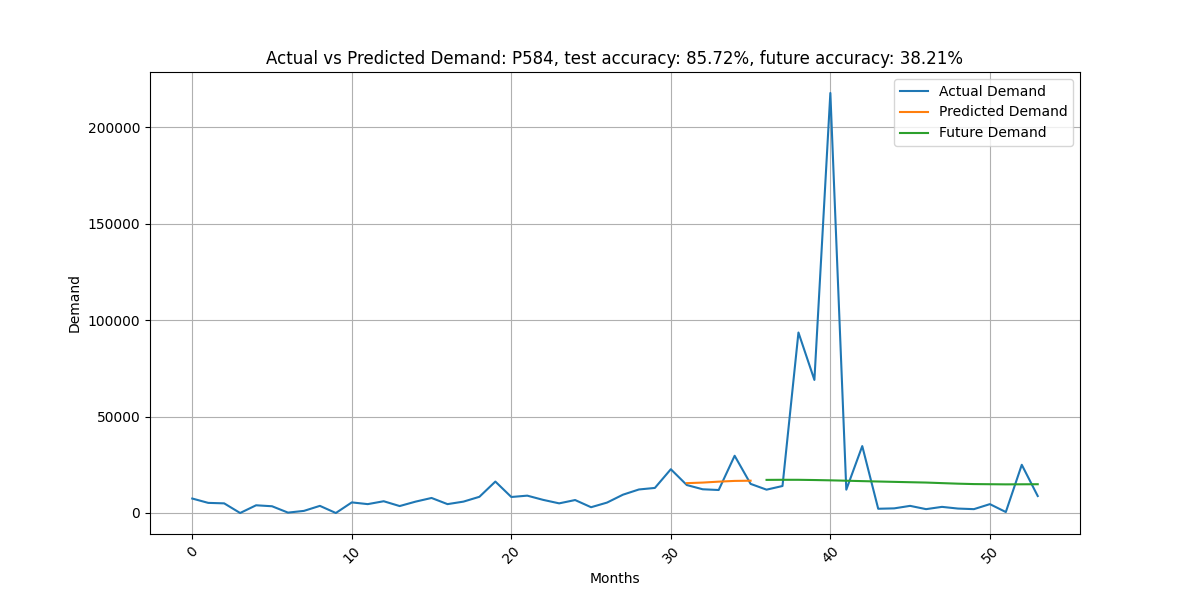 Actual vs Predicted Demand: P584, test accuracy: 85.72%, future accuracy: 38.21%
Actual Demand
Predicted Demand
Future Demand
200000
150000
100000
50000
0
Demand
0
10
20
30
40
50
Months